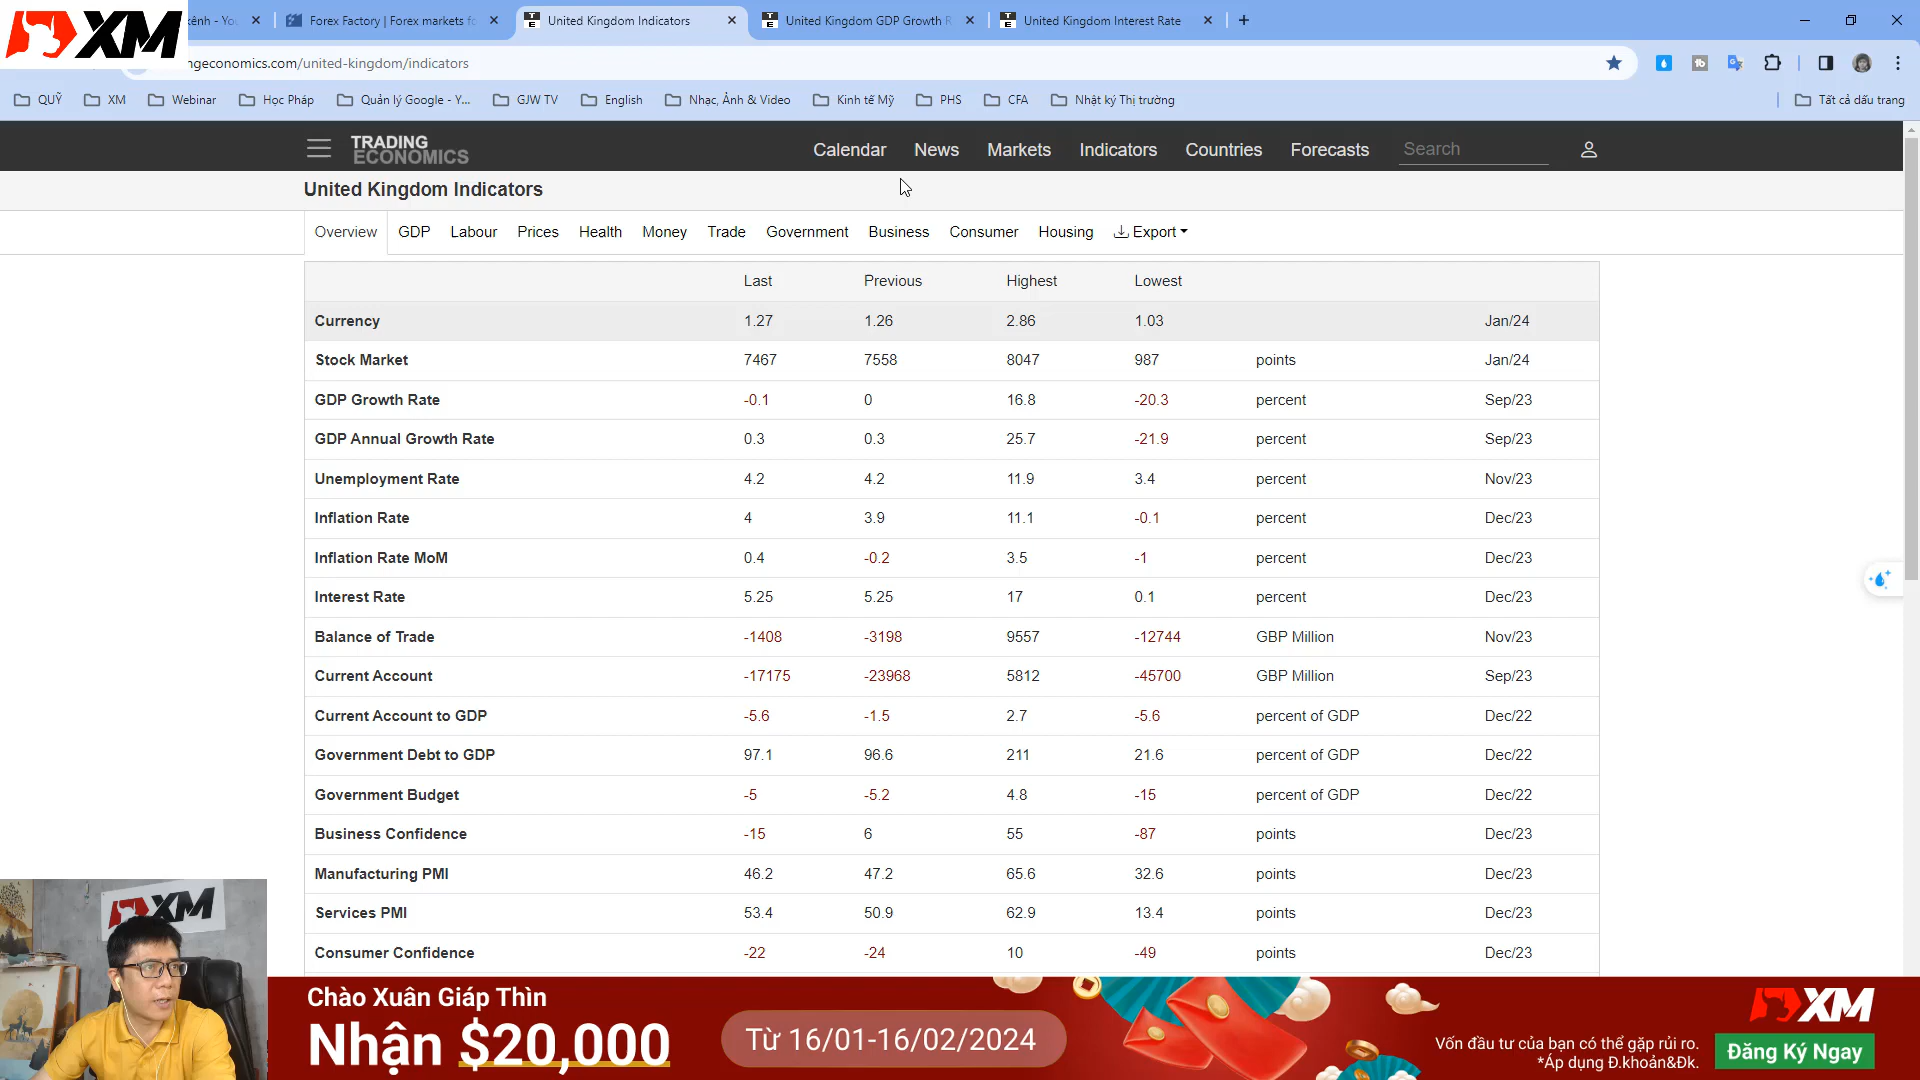 XM
kênh - You
Forex Factory | Forex markets fo
United Kingdom Indicators
United Kingdom GDP Growth R
United Kingdom Interest Rate
ngeconomics.com/united-kingdom/indicators
QUỸ
XM
Webinar
Học Pháp
Quản lý Google - Y...
GJW TV
English
Nhạc, Ảnh & Video
Kinh tế Mỹ
PHS
CFA
Nhật ký Thị trường
Tất cả dấu trang
TRADING
ECONOMICS
Calendar News Markets Indicators Countries Forecasts Search
United Kingdom Indicators
Overview GDP Labour Prices Health Money Trade Government Business Consumer Housing Export
Last Previous Highest Lowest
Currency 1.27 1.26 2.86 1.03 Jan/24
Stock Market 7467 7558 8047 987 points Jan/24
GDP Growth Rate -0.1 0 16.8 -20.3 percent Sep/23
GDP Annual Growth Rate 0.3 0.3 25.7 -21.9 percent Sep/23
Unemployment Rate 4.2 4.2 11.9 3.4 percent Nov/23
Inflation Rate 4 3.9 11.1 -0.1 percent Dec/23
Inflation Rate MoM 0.4 -0.2 3.5 -1 percent Dec/23
Interest Rate 5.25 5.25 17 0.1 percent Dec/23
Balance of Trade -1408 -3198 9557 -12744 GBP Million Nov/23
Current Account -17175 -23968 5812 -45700 GBP Million Sep/23
Current Account to GDP -5.6 -1.5 2.7 -5.6 percent of GDP Dec/22
Government Debt to GDP 97.1 96.6 211 21.6 percent of GDP Dec/22
Government Budget -5 -5.2 4.8 -15 percent of GDP Dec/22
Business Confidence -15 6 55 -87 points Dec/23
Manufacturing PMI 46.2 47.2 65.6 32.6 points Dec/23
Services PMI 53.4 50.9 62.9 13.4 points Dec/23
Consumer Confidence -22 -24 10 -49 points Dec/23
XM
Chào Xuân Giáp Thìn
Nhận $20,000
Từ 16/01-16/02/2024
XM
Vốn đầu tư của bạn có thể gặp rủi ro.
*Áp dụng Đ.khoản&Đk.
Đăng Ký Ngay